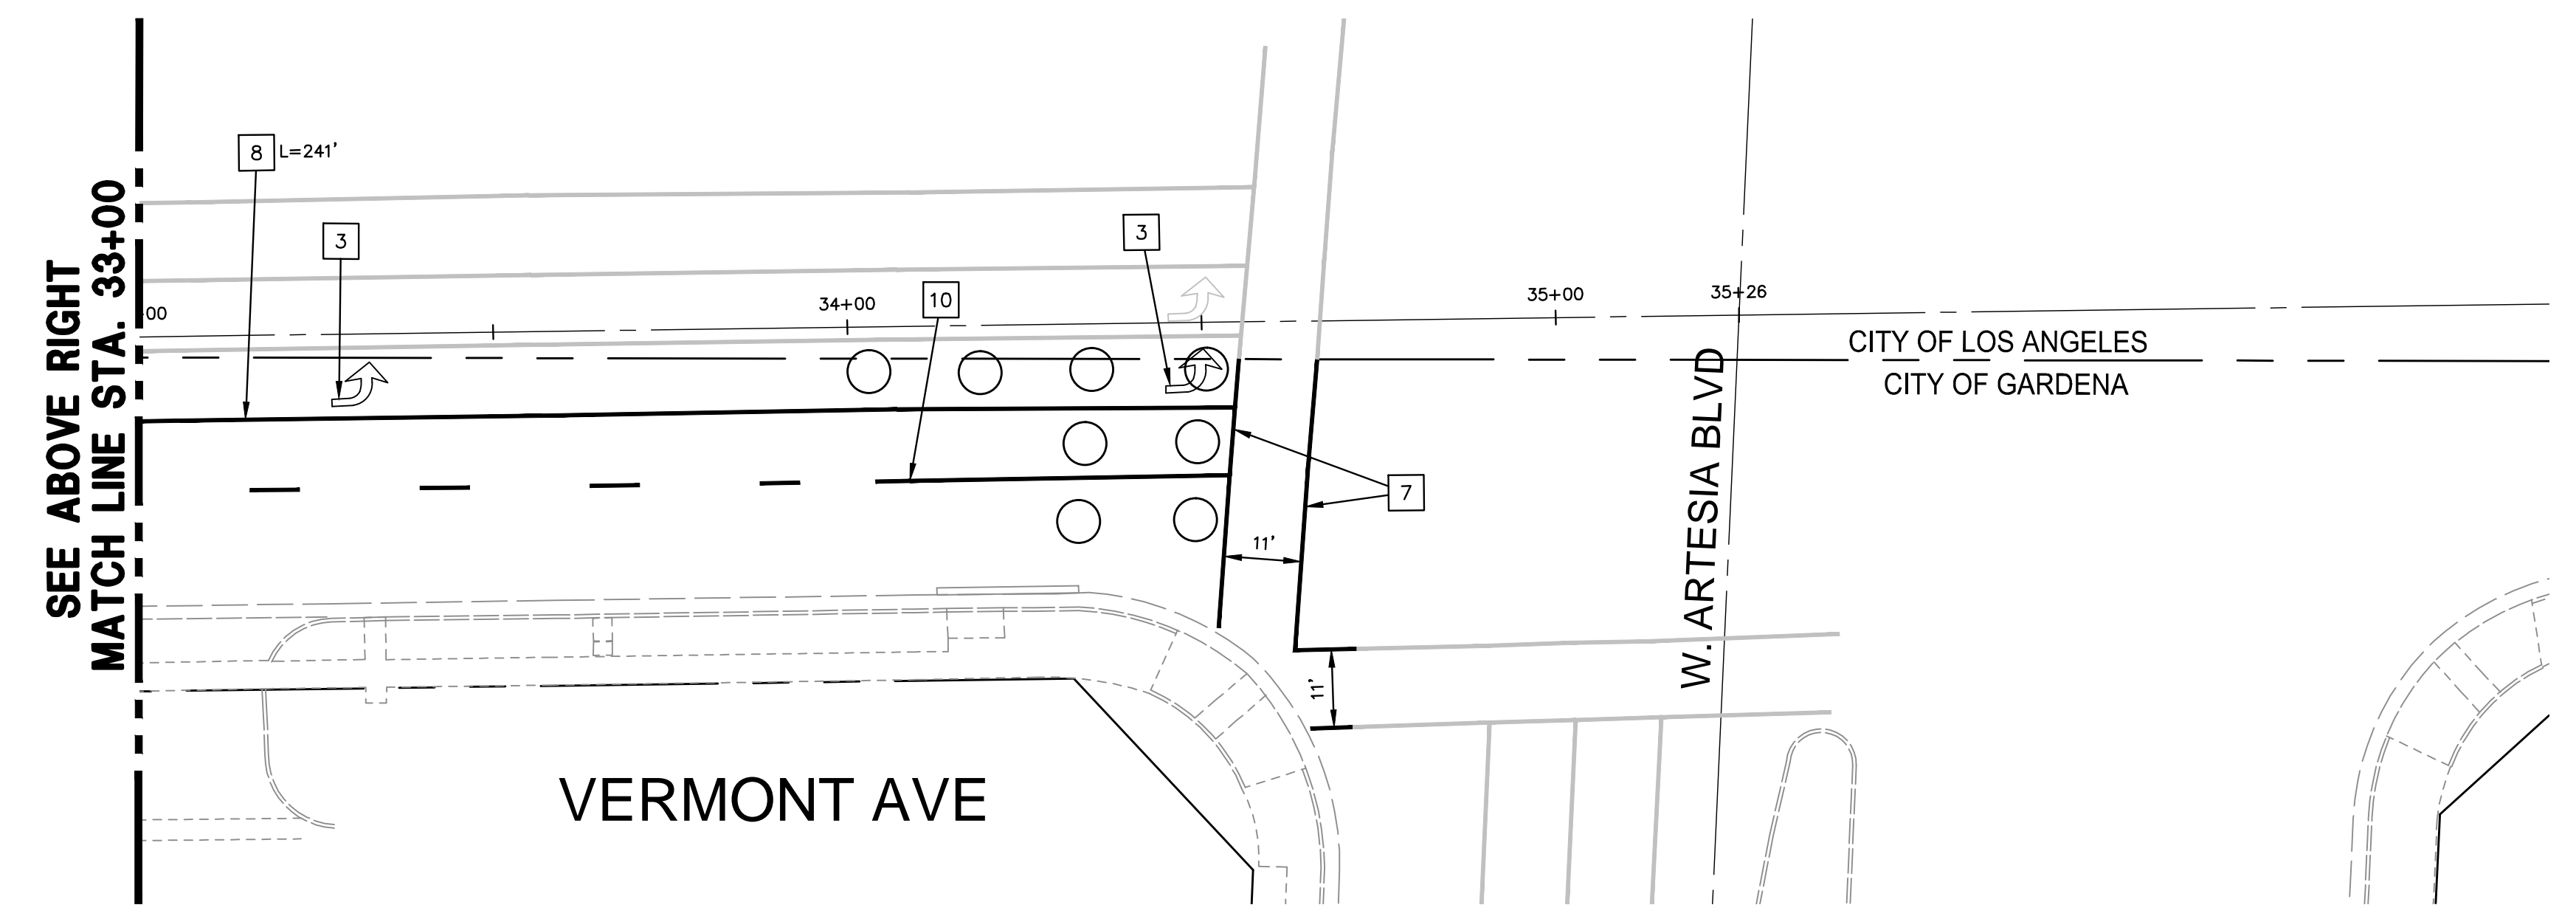 SEE ABOVE RIGHT
MATCH LINE STA. 33+00
8 L=241'
3
3
00
34+00
10
35+00
35+26
CITY OF LOS ANGELES
CITY OF GARDENA
W. ARTESIA BLVD
7
11'
11'
VERMONT AVE